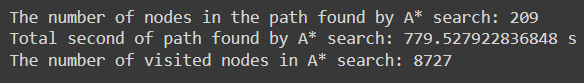 The number of nodes in the path found by A* search: 209
Total second of path found by A* search: 779.527922836848 s
The number of visited nodes in A* search: 8727